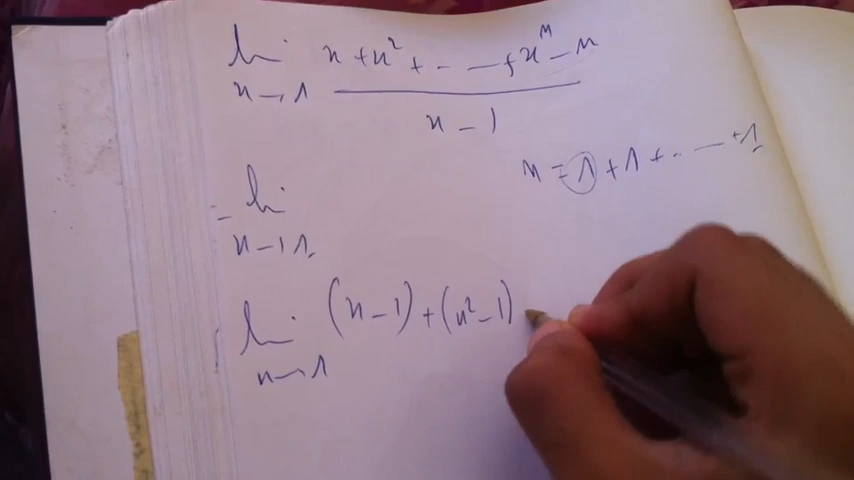 lim x + x² + - - - + xⁿ - n
x → 1 x - 1
n = 1 + 1 + - - - + 1
= lim
x → 1
lim (x - 1) + (x² - 1)
x → 1